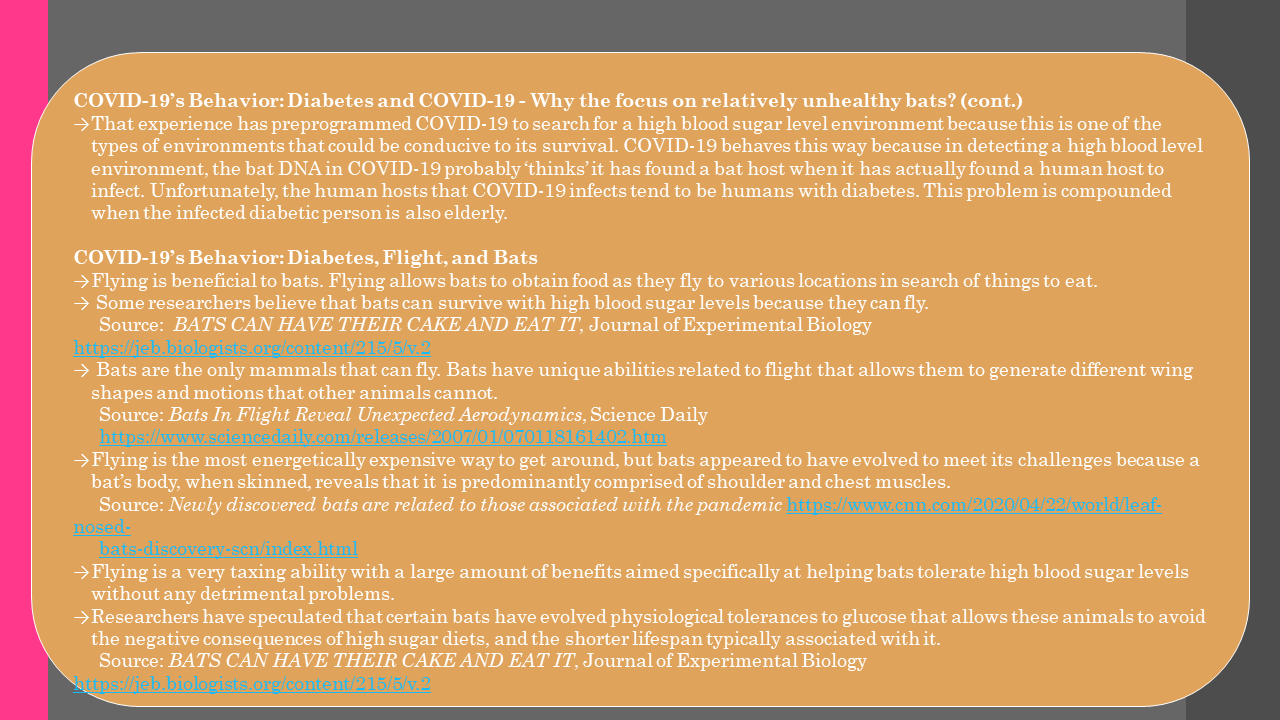 COVID-19’s Behavior: Diabetes and COVID-19 - Why the focus on relatively unhealthy bats? (cont.)
→That experience has preprogrammed COVID-19 to search for a high blood sugar level environment because this is one of the
types of environments that could be conducive to its survival. COVID-19 behaves this way because in detecting a high blood level
environment, the bat DNA in COVID-19 probably ‘thinks’ it has found a bat host when it has actually found a human host to
infect. Unfortunately, the human hosts that COVID-19 infects tend to be humans with diabetes. This problem is compounded
when the infected diabetic person is also elderly.
COVID-19’s Behavior: Diabetes, Flight, and Bats
→Flying is beneficial to bats. Flying allows bats to obtain food as they fly to various locations in search of things to eat.
→ Some researchers believe that bats can survive with high blood sugar levels because they can fly.
Source: BATS CAN HAVE THEIR CAKE AND EAT IT, Journal of Experimental Biology
https://jeb.biologists.org/content/215/5/v.2
→ Bats are the only mammals that can fly. Bats have unique abilities related to flight that allows them to generate different wing
shapes and motions that other animals cannot.
Source: Bats In Flight Reveal Unexpected Aerodynamics, Science Daily
https://www.sciencedaily.com/releases/2007/01/070118161402.htm
→Flying is the most energetically expensive way to get around, but bats appeared to have evolved to meet its challenges because a
bat’s body, when skinned, reveals that it is predominantly comprised of shoulder and chest muscles.
Source: Newly discovered bats are related to those associated with the pandemic https://www.cnn.com/2020/04/22/world/leaf-
nosed-
bats-discovery-scn/index.html
→Flying is a very taxing ability with a large amount of benefits aimed specifically at helping bats tolerate high blood sugar levels
without any detrimental problems.
→Researchers have speculated that certain bats have evolved physiological tolerances to glucose that allows these animals to avoid
the negative consequences of high sugar diets, and the shorter lifespan typically associated with it.
Source: BATS CAN HAVE THEIR CAKE AND EAT IT, Journal of Experimental Biology
https://jeb.biologists.org/content/215/5/v.2